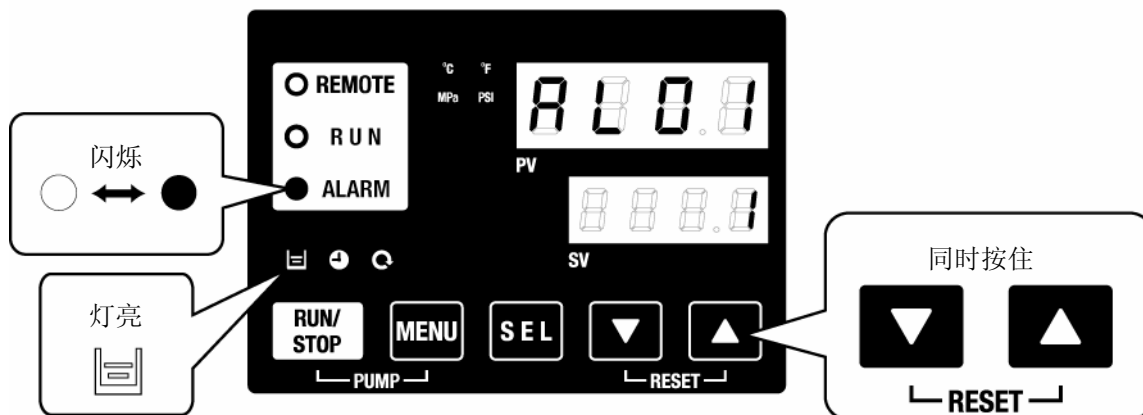 REMOTE
RUN
ALARM
°C °F
MPa PSI
AL01
PV
1
SV
闪烁
灯亮
RUN/
STOP
MENU
SEL
PUMP
RESET
同时按住
RESET